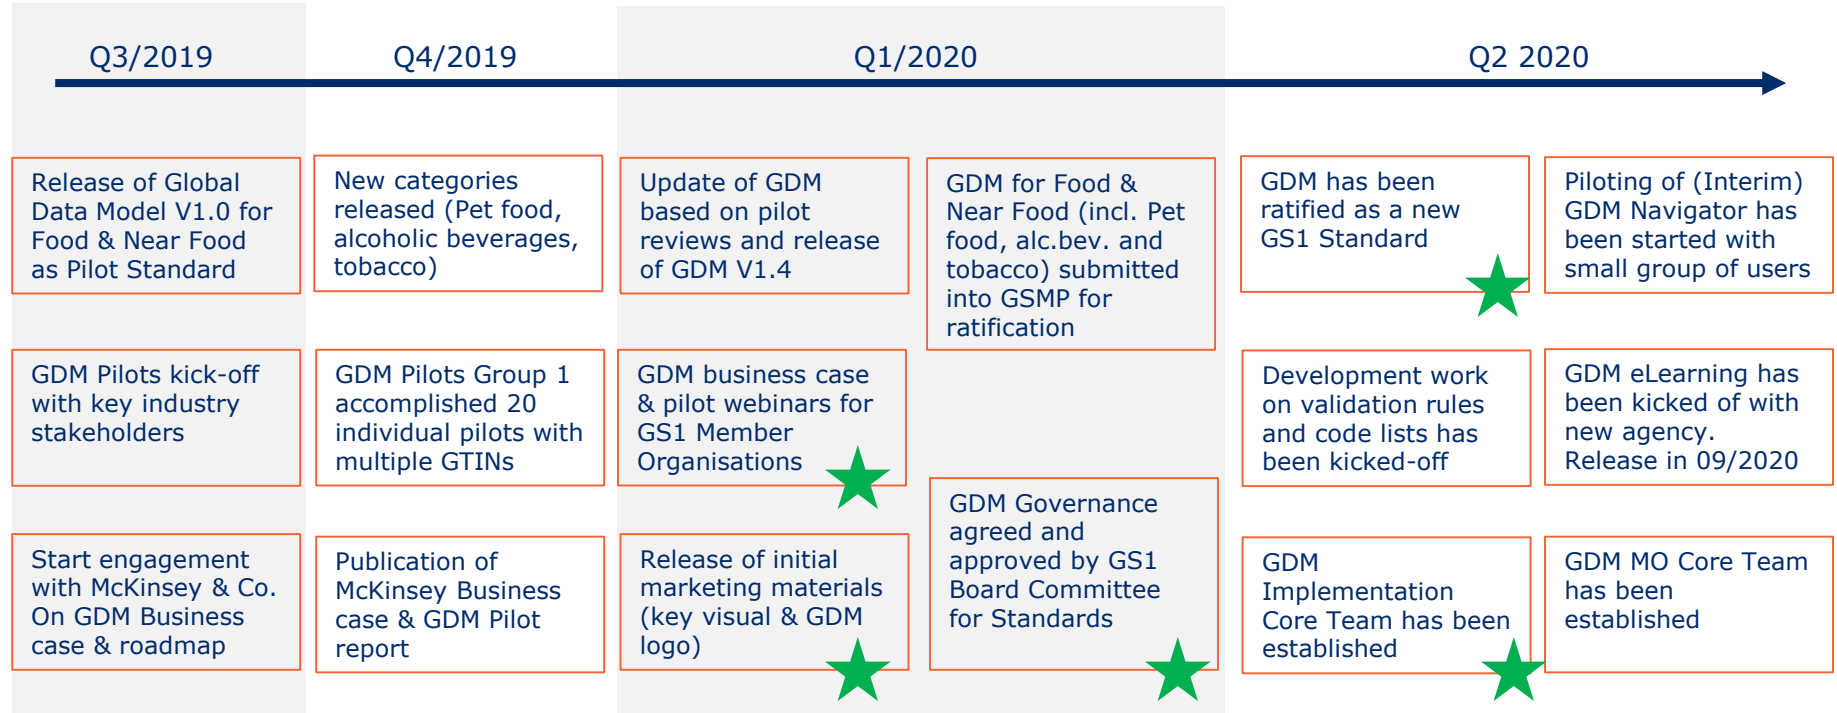 Q3/2019
Q4/2019
Q1/2020
Q2 2020
Release of Global
Data Model V1.0 for
Food & Near Food
as Pilot Standard
New categories
released (Pet food,
alcoholic beverages,
tobacco)
Update of GDM
based on pilot
reviews and release
of GDM V1.4
GDM for Food &
Near Food (incl. Pet
food, alc.bev. and
tobacco) submitted
into GSMP for
ratification
GDM has been
ratified as a new
GS1 Standard
Piloting of (Interim)
GDM Navigator has
been started with
small group of users
GDM Pilots kick-off
with key industry
stakeholders
GDM Pilots Group 1
accomplished 20
individual pilots with
multiple GTINs
GDM business case
& pilot webinars for
GS1 Member
Organisations
Development work
on validation rules
and code lists has
been kicked-off
GDM eLearning has
been kicked of with
new agency.
Release in 09/2020
GDM Governance
agreed and
approved by GS1
Board Committee
for Standards
Start engagement
with McKinsey & Co.
On GDM Business
case & roadmap
Publication of
McKinsey Business
case & GDM Pilot
report
Release of initial
marketing materials
(key visual & GDM
logo)
GDM
Implementation
Core Team has been
established
GDM MO Core Team
has been
established